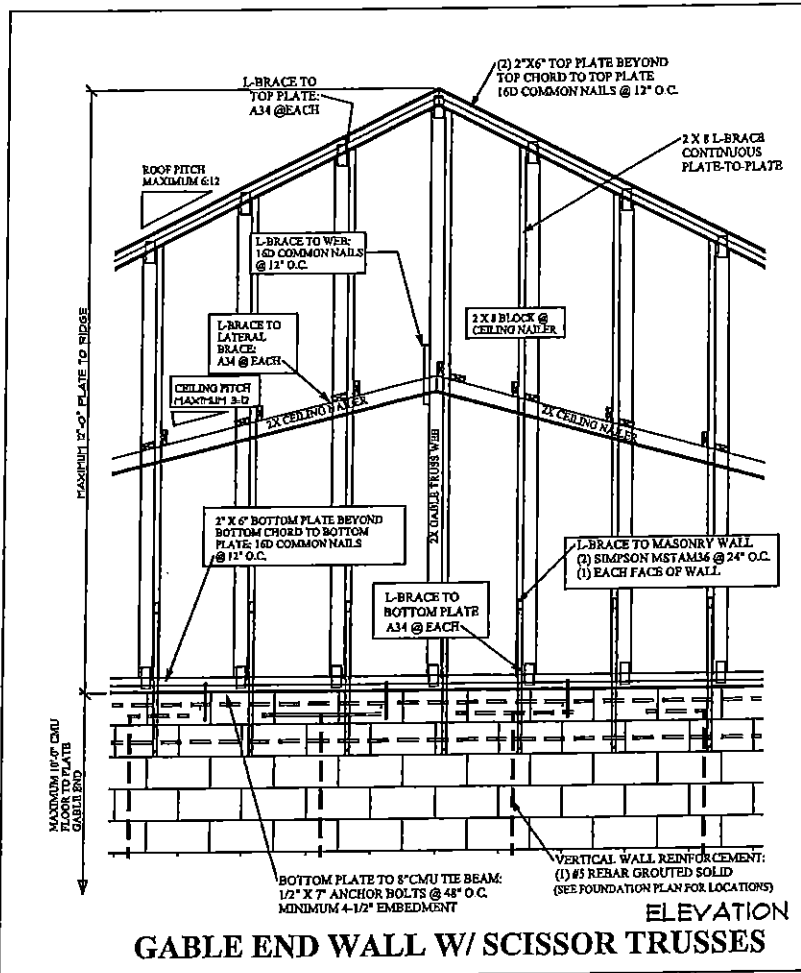 (2) 2"X6" TOP PLATE BEYOND
TOP CHORD TO TOP PLATE
16D COMMON NAILS @ 12" O.C.
L-BRACE TO
TOP PLATE:
A34 @EACH
2 X 8 L-BRACE
CONTINUOUS
PLATE-TO-PLATE
ROOF PITCH
MAXIMUM 6:12
L-BRACE TO WEB:
16D COMMON NAILS
@ 12" O.C.
2 X 8 BLOCK @
CEILING NAILER
L-BRACE TO
LATERAL
BRACE:
A34 @ EACH
MAXIMUM 12'-0" PLATE TO RIDGE
CEILING PITCH
MAXIMUM 3:12
2X CEILING NAILER
2X CEILING NAILER
2X GABLE TRUSS WEB
2" X 6" BOTTOM PLATE BEYOND
BOTTOM CHORD TO BOTTOM
PLATE: 16D COMMON NAILS
@ 12" O.C.
L-BRACE TO MASONRY WALL
(2) SIMPSON MSTAM36 @ 24" O.C.
(1) EACH FACE OF WALL
L-BRACE TO
BOTTOM PLATE
A34 @ EACH
MAXIMUM 10'-0" CMU
FLOOR TO PLATE
GABLE END
VERTICAL WALL REINFORCEMENT:
(1) #5 REBAR GROUTED SOLID
(SEE FOUNDATION PLAN FOR LOCATIONS)
BOTTOM PLATE TO 8"CMU TIE BEAM:
1/2" X 7" ANCHOR BOLTS @ 48" O.C.
MINIMUM 4-1/2" EMBEDMENT
ELEVATION
GABLE END WALL W/ SCISSOR TRUSSES